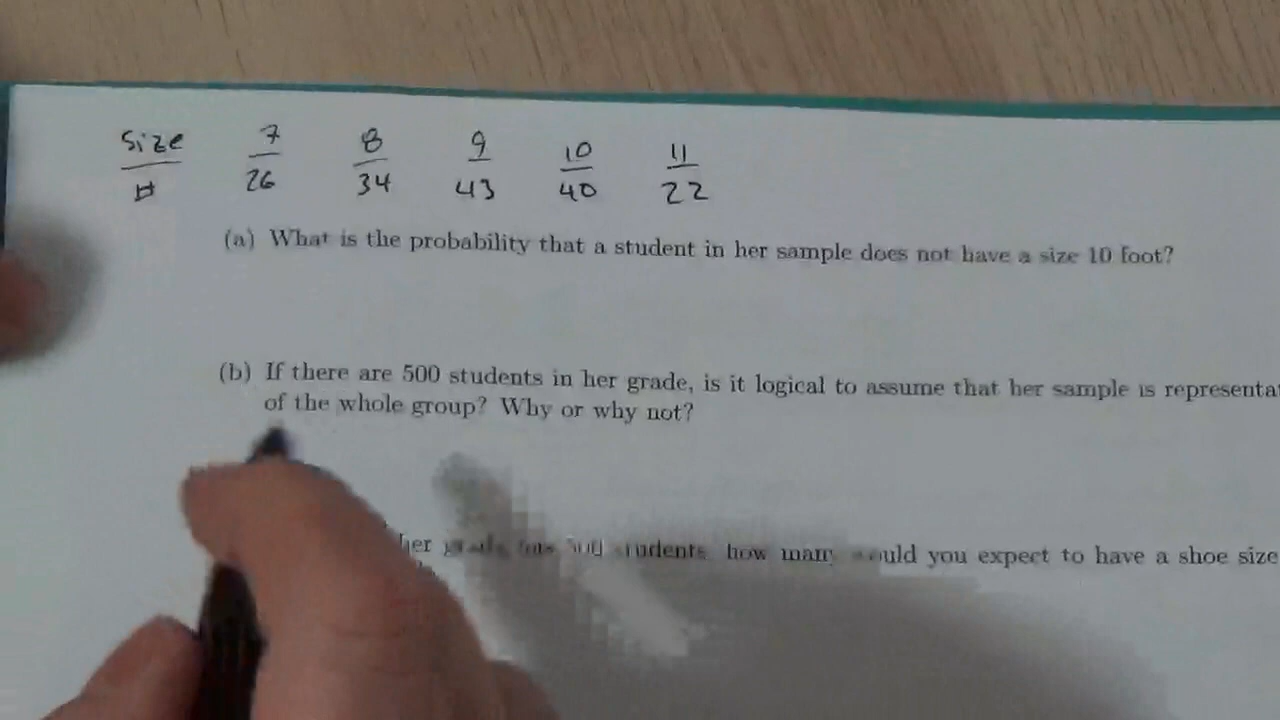 Size 7 8 9 10 11
# 26 34 43 40 22
(a) What is the probability that a student in her sample does not have a size 10 foot?
(b) If there are 500 students in her grade, is it logical to assume that her sample is representat
of the whole group? Why or why not?
her students how many would you expect to have a shoe size